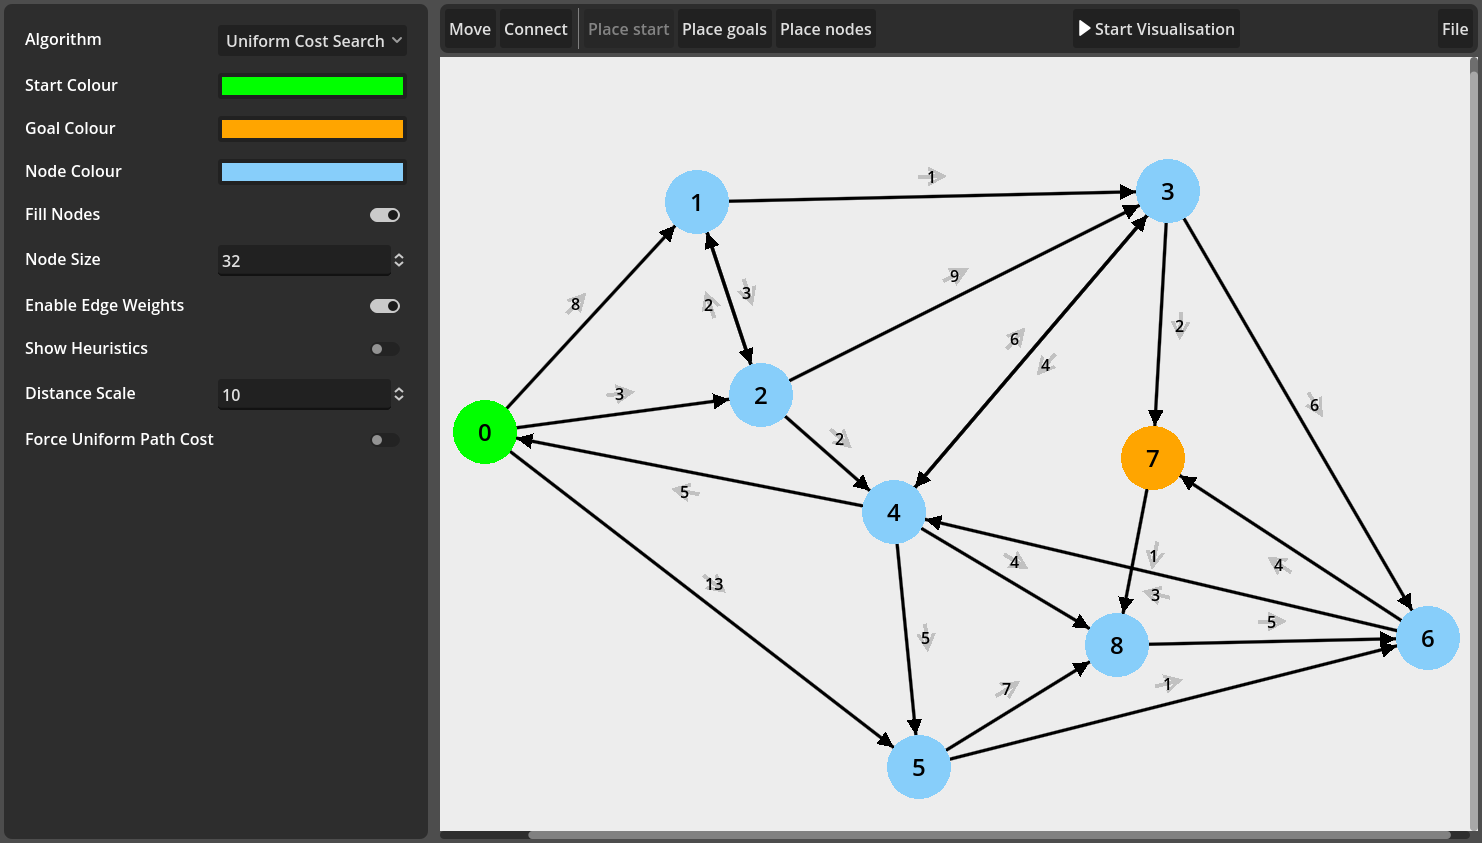 Algorithm
Uniform Cost Search
Start Colour
Goal Colour
Node Colour
Fill Nodes
Node Size
32
Enable Edge Weights
Show Heuristics
Distance Scale
10
Force Uniform Path Cost
Move
Connect
Place start
Place goals
Place nodes
Start Visualisation
File
1
1
3
9
8
2
3
6
2
4
3
2
6
0
2
7
5
4
13
4
1
4
3
5
5
8
6
7
1
5